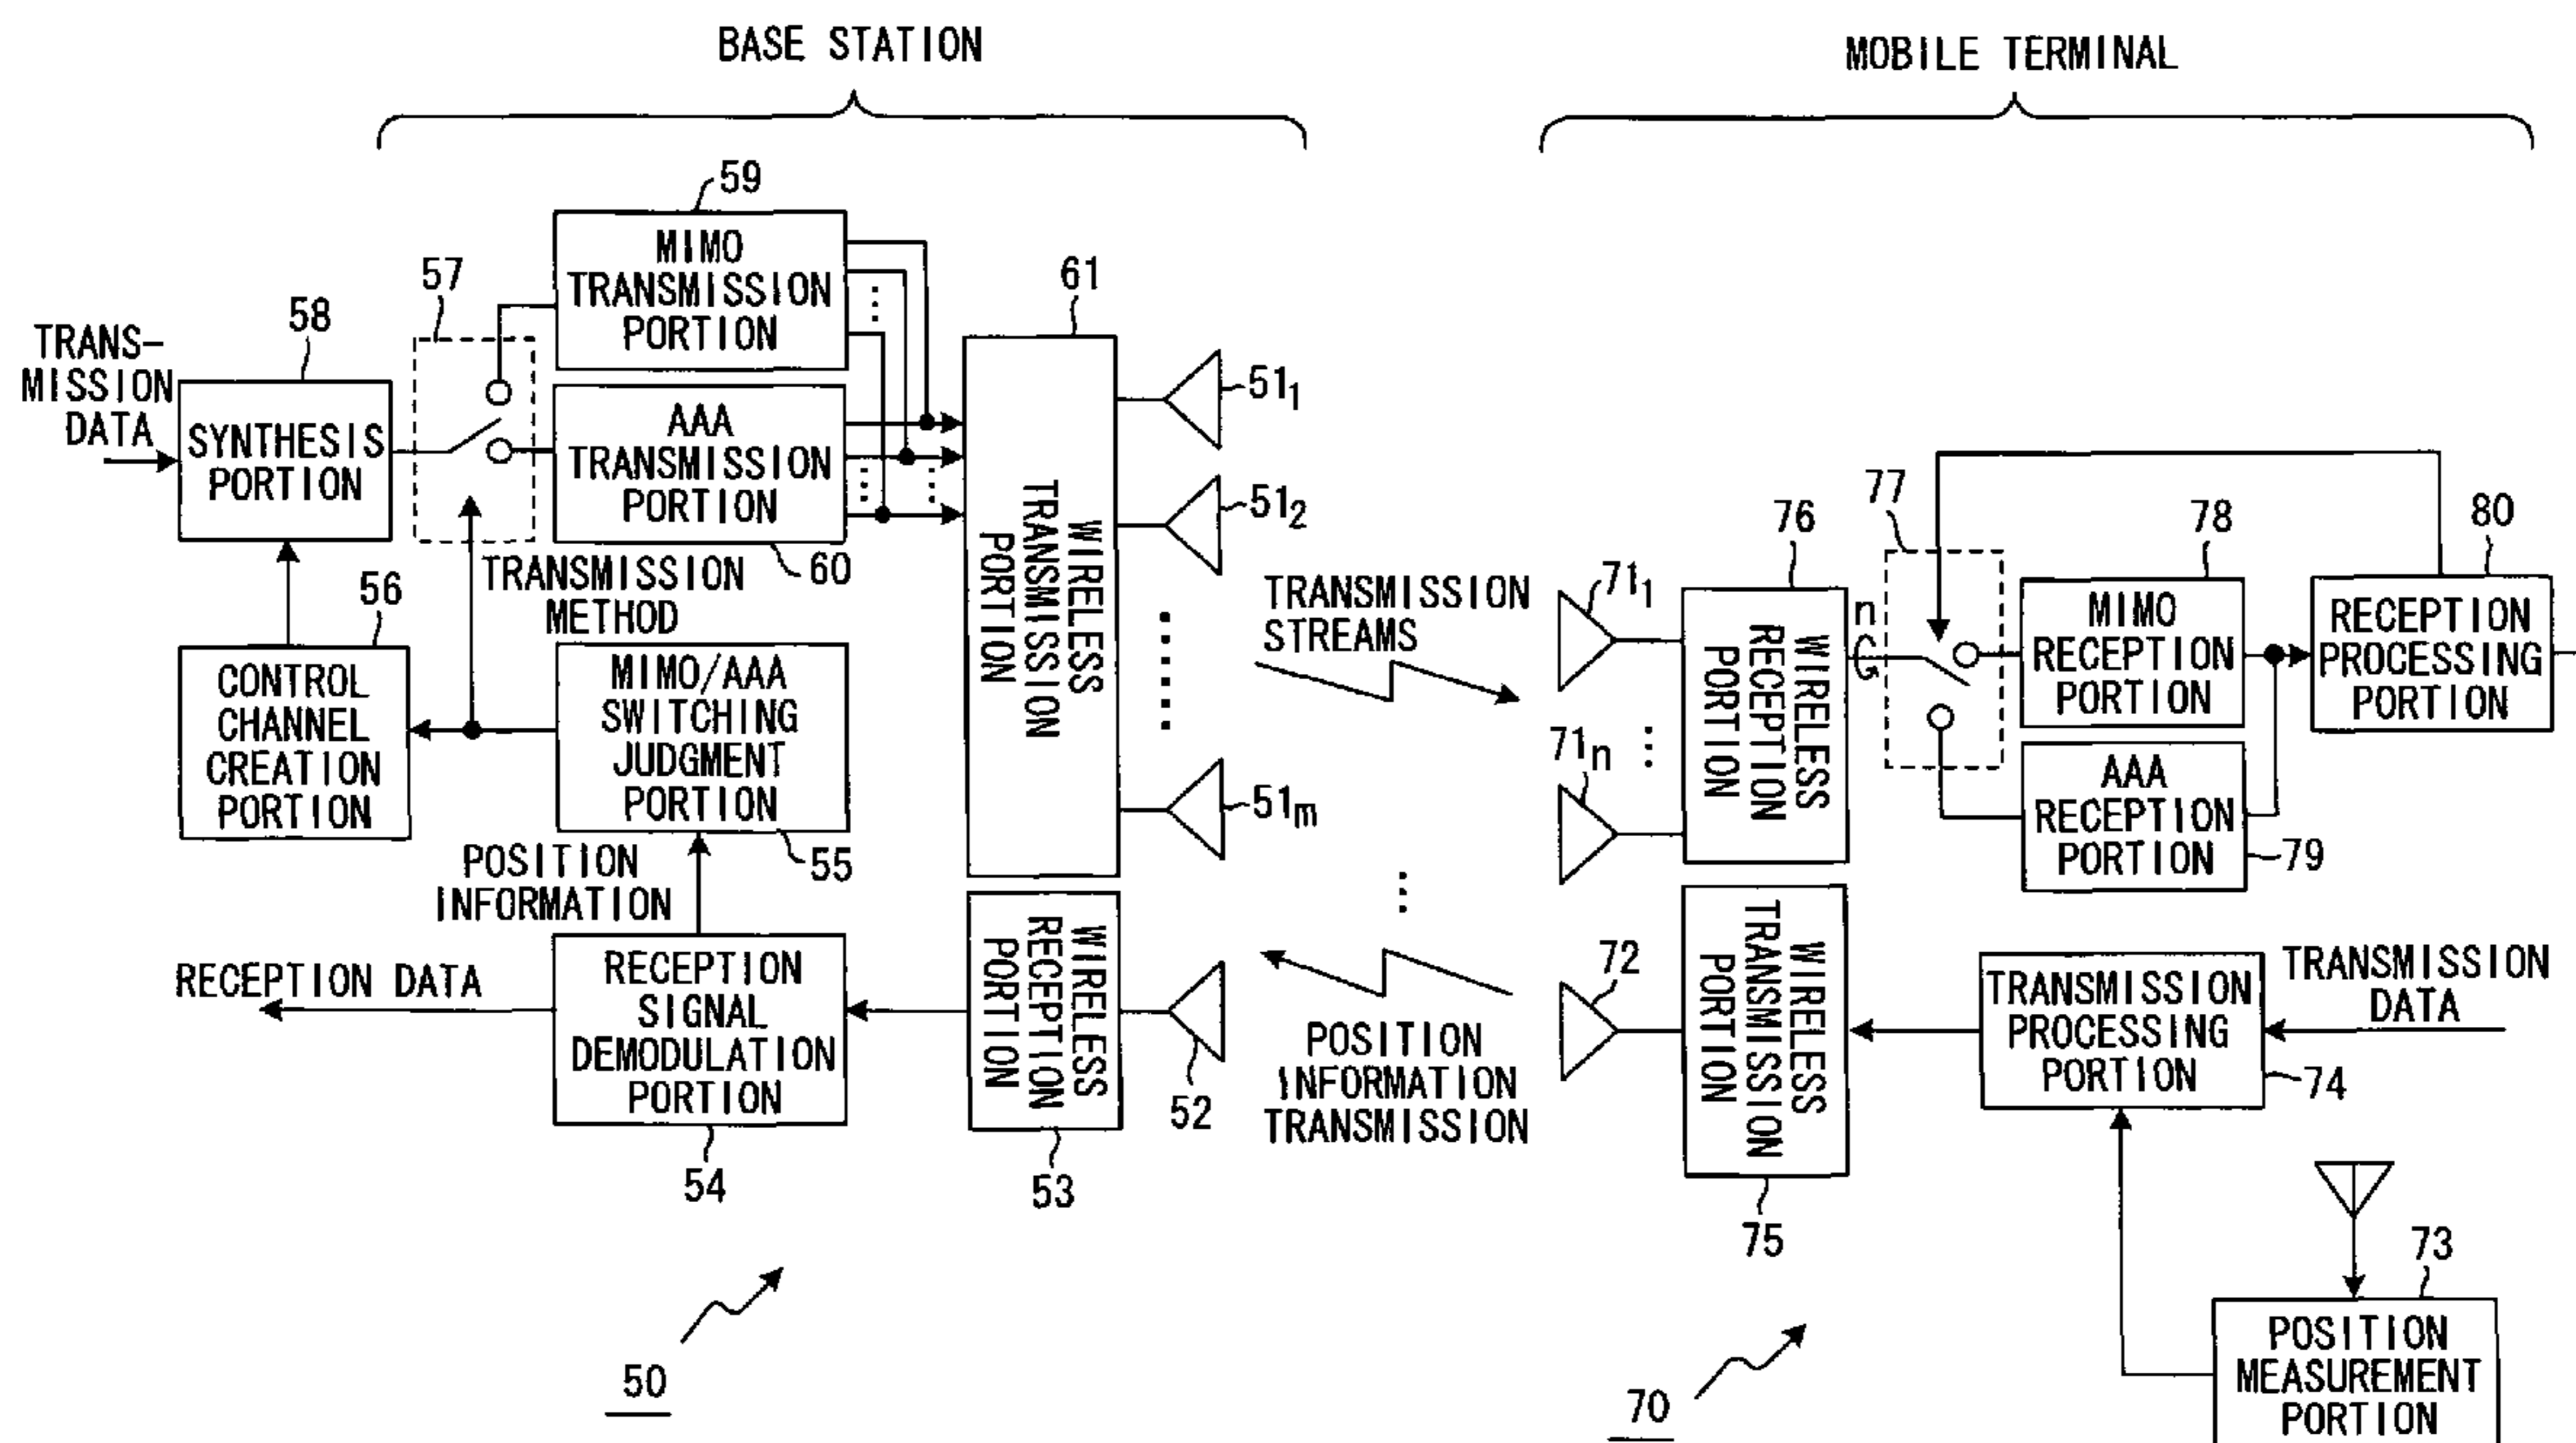 BASE STATION
MOBILE TERMINAL
59
MIMO
TRANSMISSION
PORTION
57
58
TRANS-
MISSION
DATA
SYNTHESIS
PORTION
AAA
TRANSMISSION
PORTION
60
61
WIRELESS
TRANSMISSION
PORTION
51₁
51₂
51m
TRANSMISSION
METHOD
56
CONTROL
CHANNEL
CREATION
PORTION
MIMO/AAA
SWITCHING
JUDGMENT
PORTION
55
POSITION
INFORMATION
RECEPTION DATA
RECEPTION
SIGNAL
DEMODULATION
PORTION
54
WIRELESS
RECEPTION
PORTION
53
52
50
TRANSMISSION
STREAMS
POSITION
INFORMATION
TRANSMISSION
71₁
71n
72
76
WIRELESS
RECEPTION
PORTION
n
77
78
MIMO
RECEPTION
PORTION
AAA
RECEPTION
PORTION
79
80
RECEPTION
PROCESSING
PORTION
WIRELESS
TRANSMISSION
PORTION
75
TRANSMISSION
PROCESSING
PORTION
74
TRANSMISSION
DATA
73
POSITION
MEASUREMENT
PORTION
70